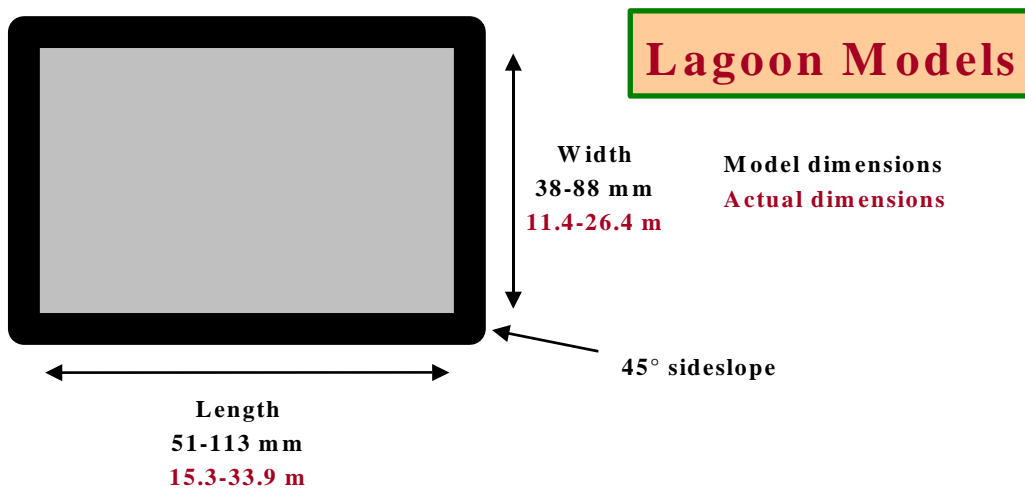 Lagoon Models
Width
38-88 mm
11.4-26.4 m
Model dimensions
Actual dimensions
45° sideslope
Length
51-113 mm
15.3-33.9 m